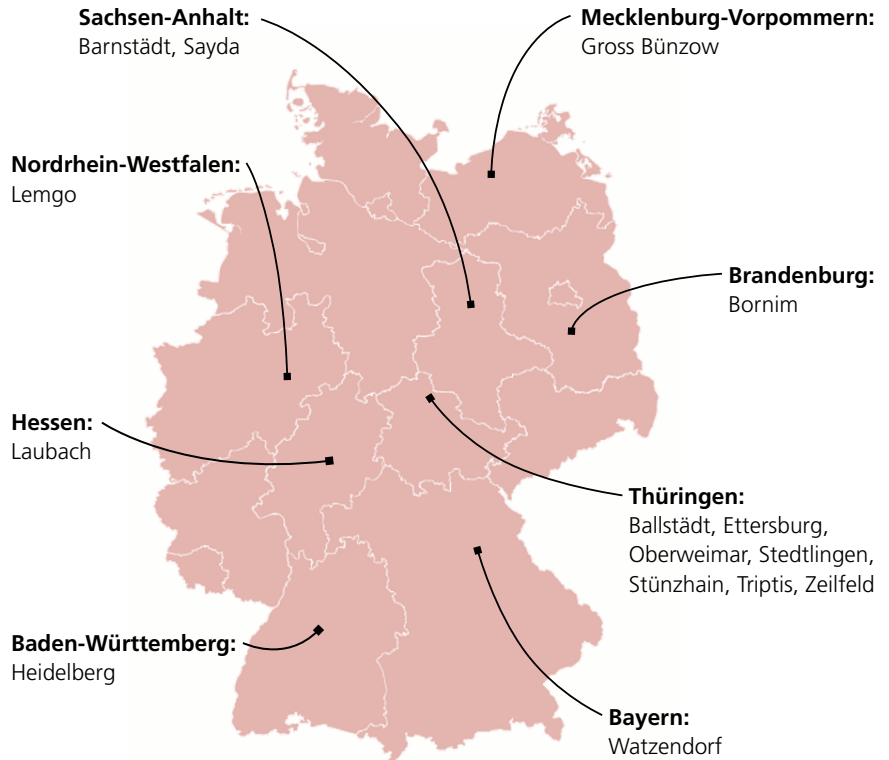 Sachsen-Anhalt:
Barnstädt, Sayda
Mecklenburg-Vorpommern:
Gross Bünzow
Nordrhein-Westfalen:
Lemgo
Brandenburg:
Bornim
Hessen:
Laubach
Thüringen:
Ballstädt, Ettersburg,
Oberweimar, Stedtlingen,
Stünzhain, Triptis, Zeilfeld
Baden-Württemberg:
Heidelberg
Bayern:
Watzendorf